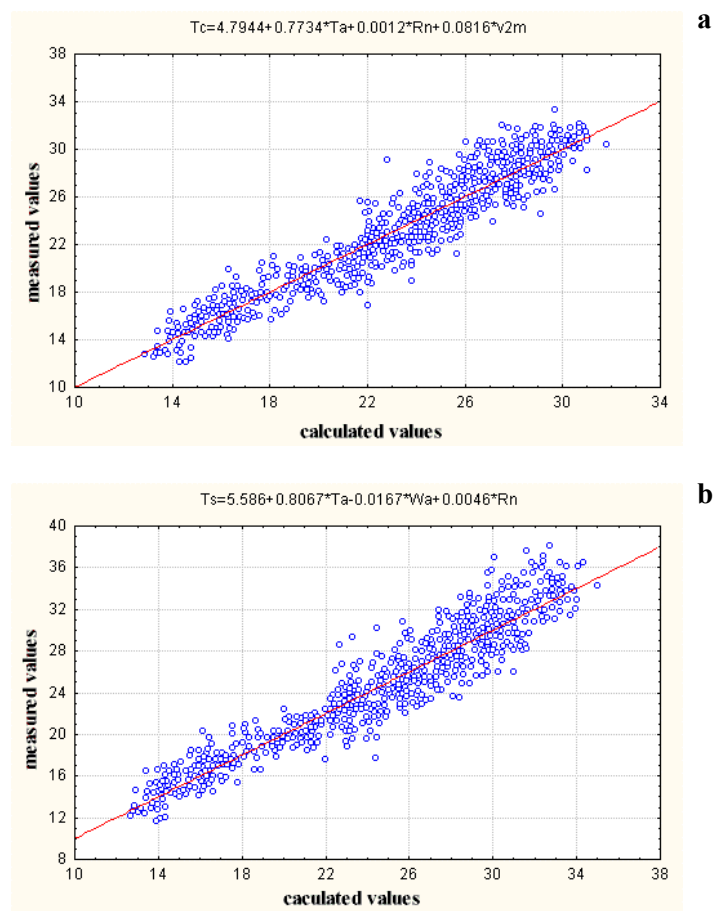 a
Tc=4.7944+0.7734*Ta+0.0012*Rn+0.0816*v2m
38
34
30
26
22
18
14
10
measured values
10 14 18 22 26 30 34
calculated values
b
Ts=5.586+0.8067*Ta-0.0167*Wa+0.0046*Rn
40
36
32
28
24
20
16
12
8
measured values
10 14 18 22 26 30 34 38
caculated values